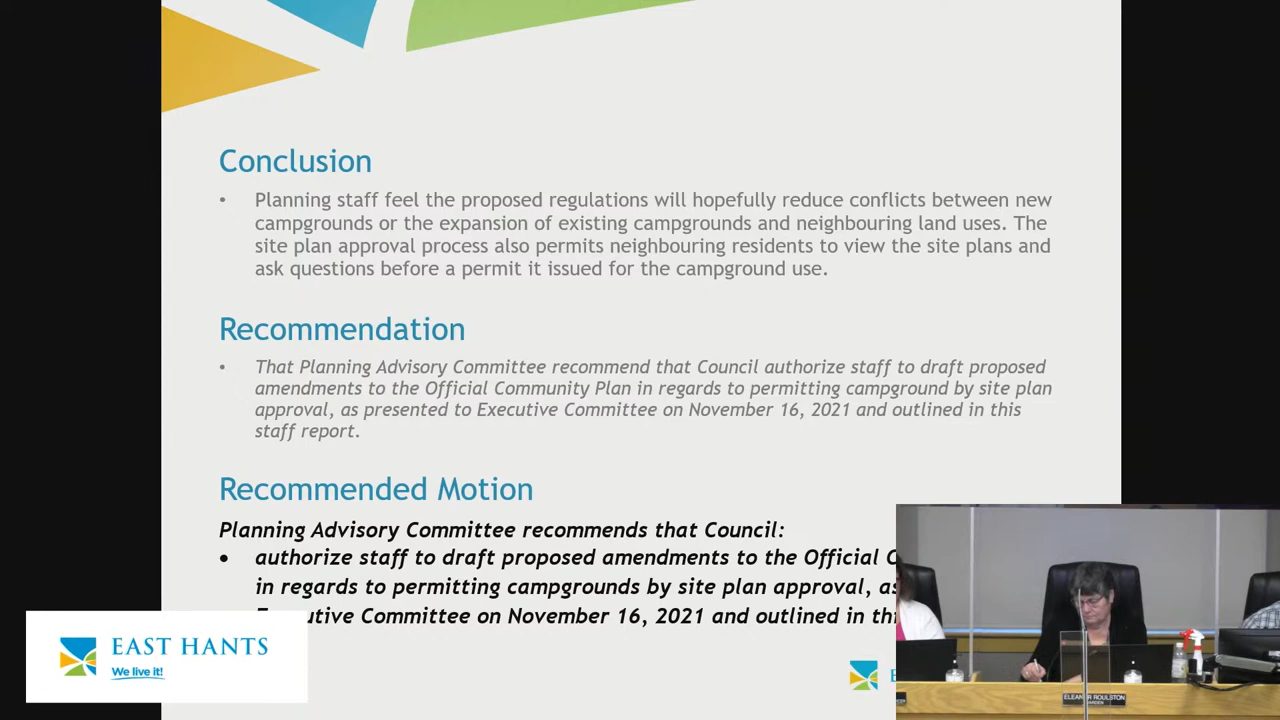 Conclusion
• Planning staff feel the proposed regulations will hopefully reduce conflicts between new
campgrounds or the expansion of existing campgrounds and neighbouring land uses. The
site plan approval process also permits neighbouring residents to view the site plans and
ask questions before a permit it issued for the campground use.
Recommendation
• That Planning Advisory Committee recommend that Council authorize staff to draft proposed
amendments to the Official Community Plan in regards to permitting campground by site plan
approval, as presented to Executive Committee on November 16, 2021 and outlined in this
staff report.
Recommended Motion
Planning Advisory Committee recommends that Council:
• authorize staff to draft proposed amendments to the Official
in regards to permitting campgrounds by site plan approval,
Committee on November 16, 2021 and outlined in
EAST HANTS
We live it!
ELEANOR ROULSTON
WARDEN